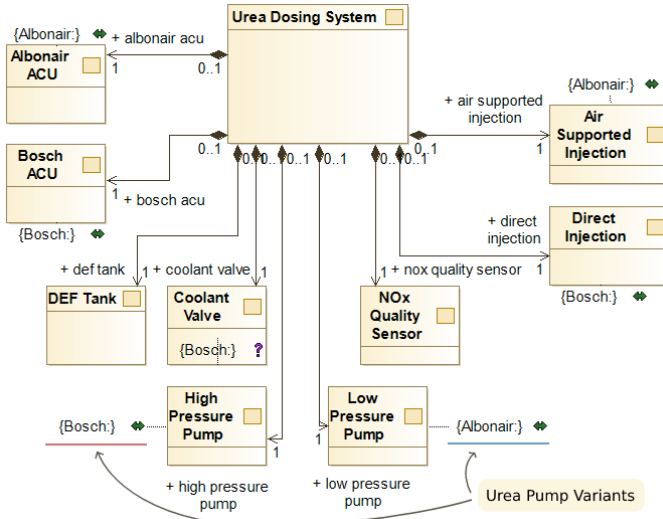 Urea Dosing System
{Albonair:}
+ albonair acu
Albonair
ACU
1
0..1
{Albonair:}
+ air supported
injection
Air
Supported
Injection
0..1
1
Bosch
ACU
0..1
1
+ bosch acu
{Bosch:}
0..1
0..1
0..1
0..1
0..1
0..1
Direct
Injection
+ direct
injection
1
{Bosch:}
+ def tank
1
+ coolant valve
1
1
+ nox quality sensor
DEF Tank
Coolant
Valve
{Bosch:}
?
NOx
Quality
Sensor
{Bosch:}
High
Pressure
Pump
1
+ high pressure
pump
Low
Pressure
Pump
1
+ low pressure
pump
{Albonair:}
Urea Pump Variants